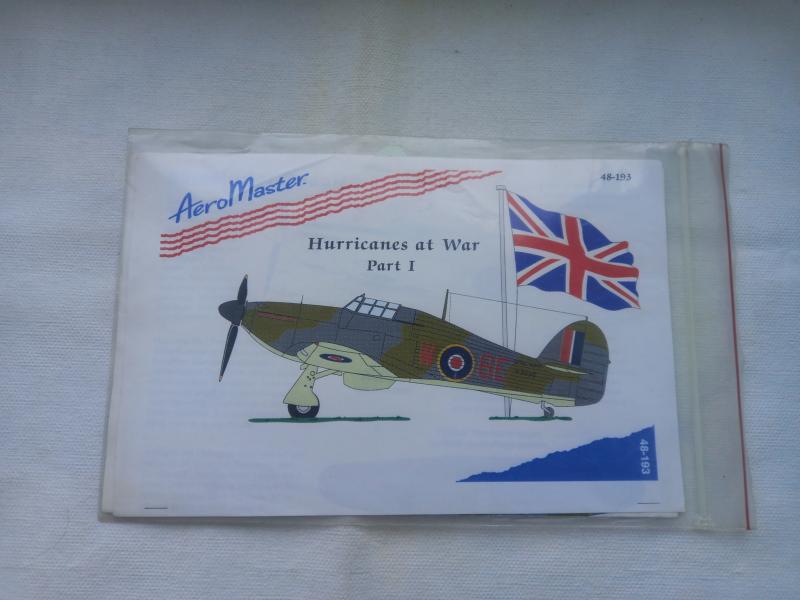 AeroMaster
48-193
Hurricanes at War
Part I
48-193